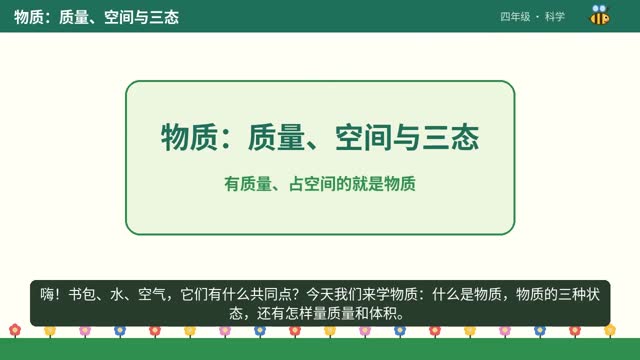 物质：质量、空间与三态
四年级 · 科学
物质：质量、空间与三态
有质量、占空间的就是物质
嗨！书包、水、空气，它们有什么共同点？今天我们来学物质：什么是物质，物质的三种状
态，还有怎样量质量和体积。